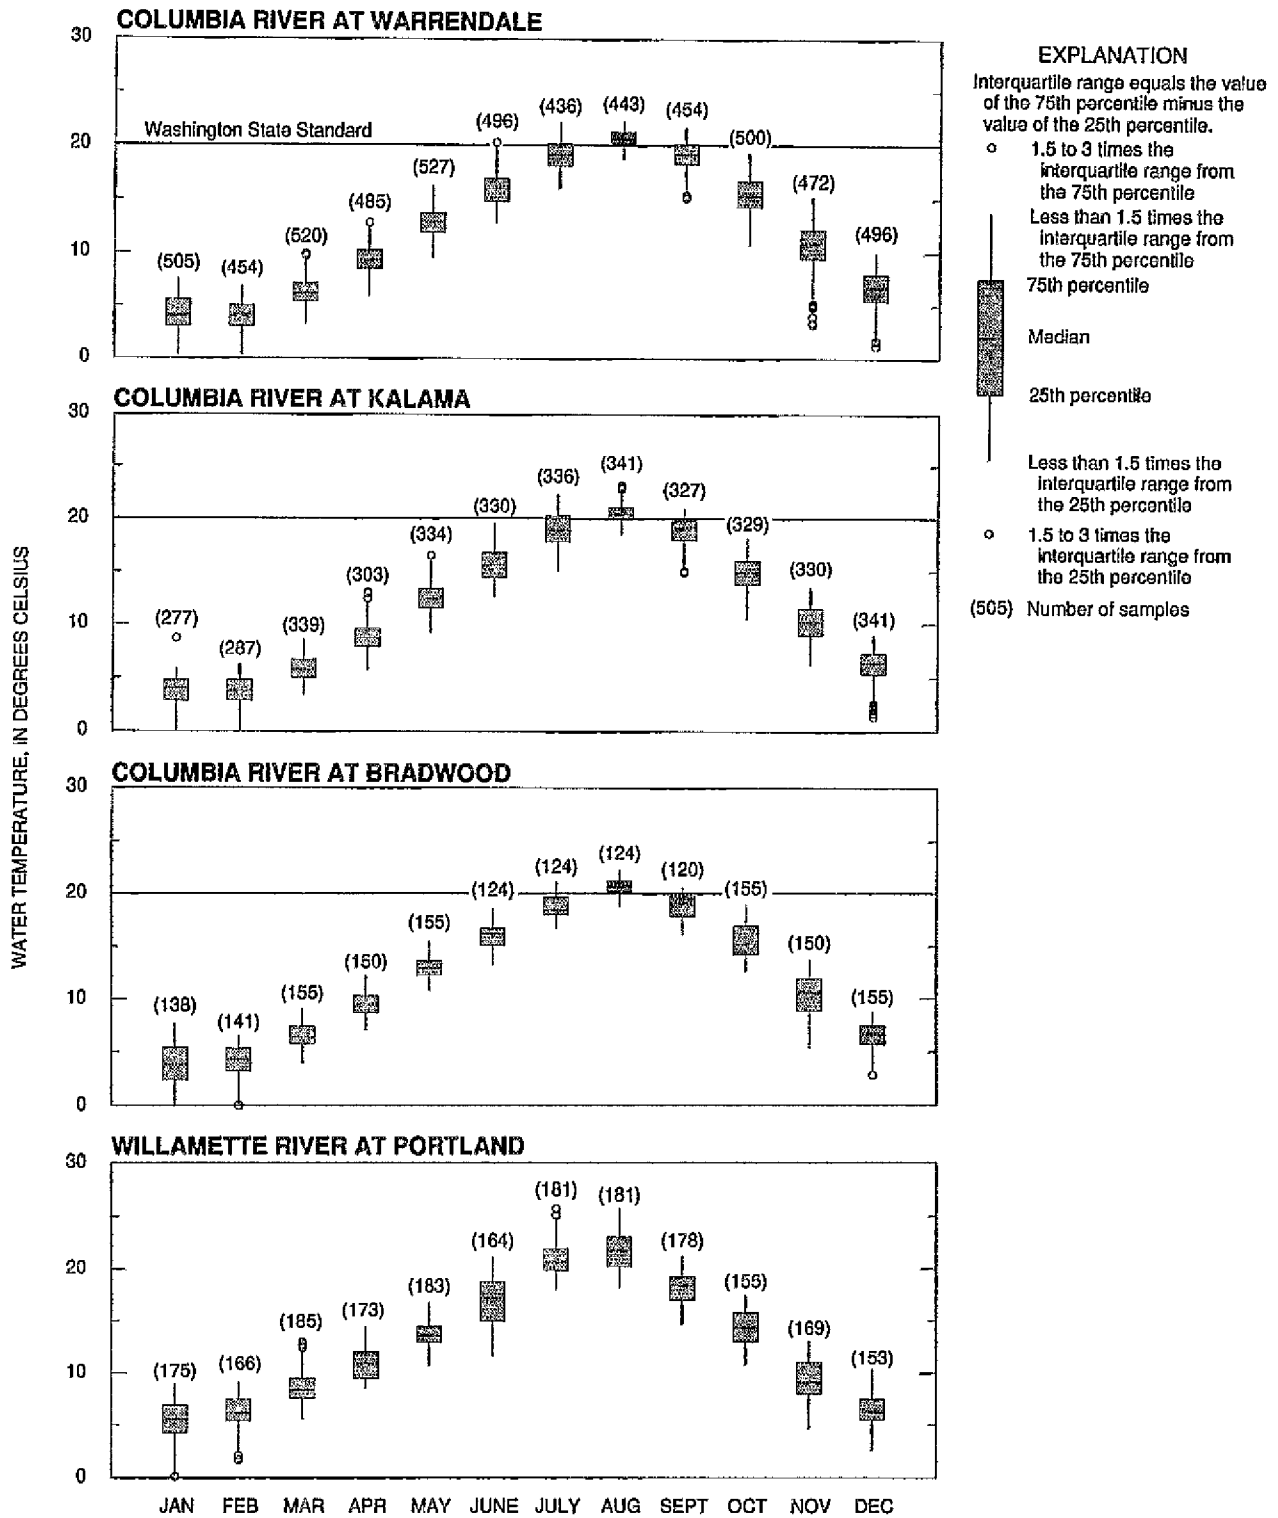 COLUMBIA RIVER AT WARRENDALE
30
20
10
0
Washington State Standard
(505) (454) (520) (485) (527) (496) (436) (443) (454) (500) (472) (496)
COLUMBIA RIVER AT KALAMA
30
20
10
0
(277) (287) (339) (303) (334) (330) (336) (341) (327) (329) (330) (341)
COLUMBIA RIVER AT BRADWOOD
30
20
10
0
(138) (141) (155) (150) (155) (124) (124) (124) (120) (155) (150) (155)
WILLAMETTE RIVER AT PORTLAND
30
20
10
0
(175) (166) (185) (173) (183) (164) (181) (181) (178) (155) (169) (153)
JAN FEB MAR APR MAY JUNE JULY AUG SEPT OCT NOV DEC
WATER TEMPERATURE, IN DEGREES CELSIUS
EXPLANATION
Interquartile range equals the value
of the 75th percentile minus the
value of the 25th percentile.
1.5 to 3 times the
interquartile range from
the 75th percentile
Less than 1.5 times the
interquartile range from
the 75th percentile
75th percentile
Median
25th percentile
Less than 1.5 times the
interquartile range from
the 25th percentile
1.5 to 3 times the
interquartile range from
the 25th percentile
(505) Number of samples